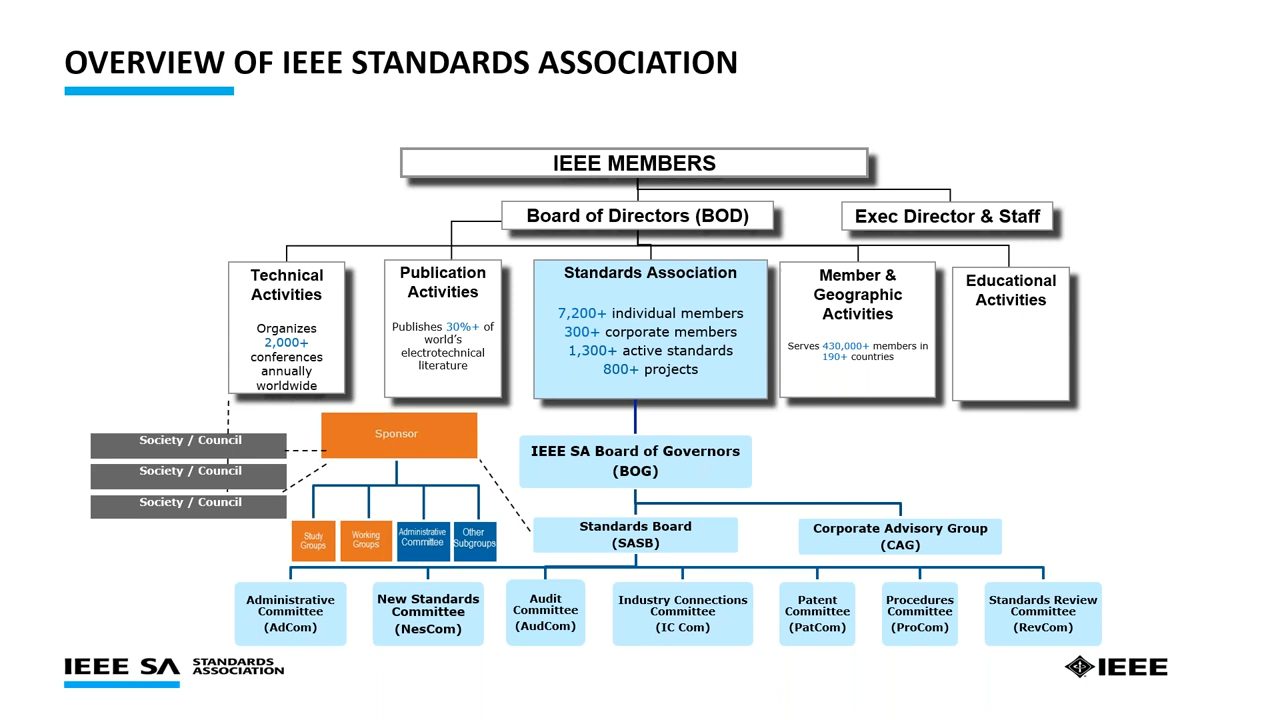 OVERVIEW OF IEEE STANDARDS ASSOCIATION
IEEE MEMBERS
Board of Directors (BOD)
Exec Director & Staff
Technical
Activities
Organizes
2,000+
conferences
annually
worldwide
Publication
Activities
Publishes 30%+ of
world's
electrotechnical
literature
Standards Association
7,200+ individual members
300+ corporate members
1,300+ active standards
800+ projects
Member &
Geographic
Activities
Serves 430,000+ members in
190+ countries
Educational
Activities
Society / Council
Society / Council
Society / Council
Sponsor
Study
Groups
Working
Groups
Administrative
Committee
Other
Subgroups
IEEE SA Board of Governors
(BOG)
Standards Board
(SASB)
Corporate Advisory Group
(CAG)
Administrative
Committee
(AdCom)
New Standards
Committee
(NesCom)
Audit
Committee
(AudCom)
Industry Connections
Committee
(IC Com)
Patent
Committee
(PatCom)
Procedures
Committee
(ProCom)
Standards Review
Committee
(RevCom)
IEEE SA
STANDARDS
ASSOCIATION
IEEE